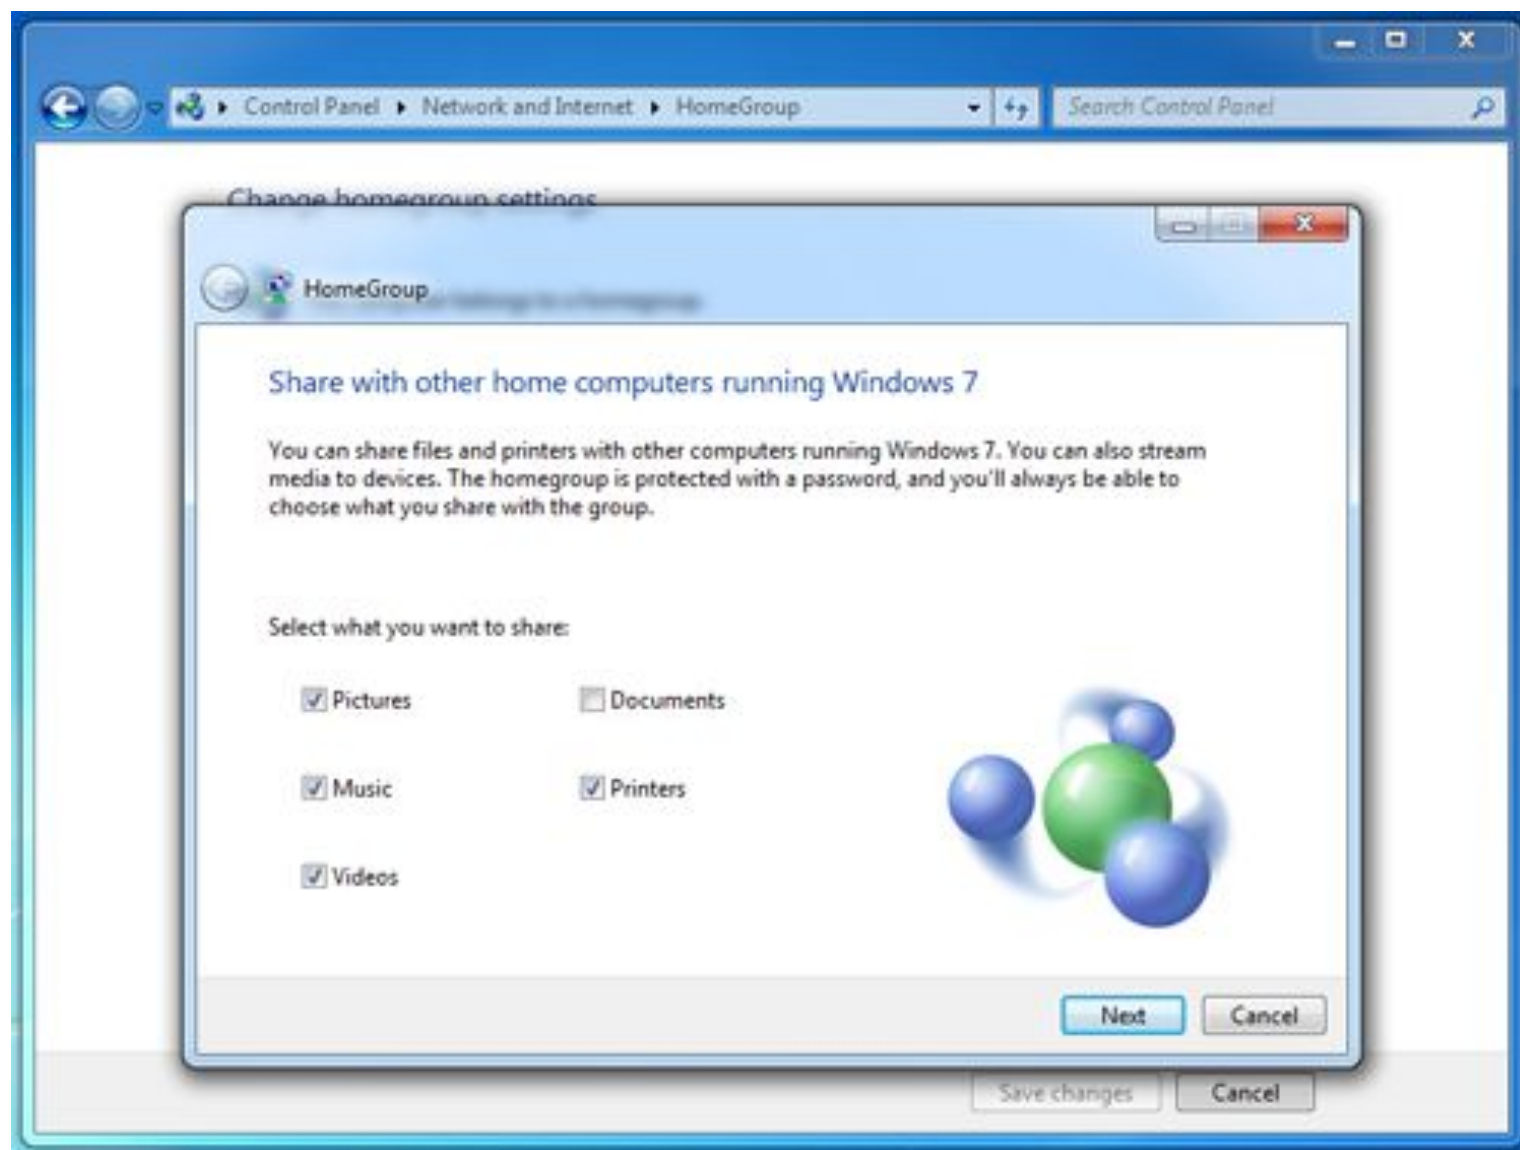 Control Panel Network and Internet HomeGroup
Search Control Panel
Change homegroup settings
HomeGroup
belongs to a homegroup
Share with other home computers running Windows 7
You can share files and printers with other computers running Windows 7. You can also stream
media to devices. The homegroup is protected with a password, and you'll always be able to
choose what you share with the group.
Select what you want to share:
Pictures
Documents
Music
Printers
Videos
Next
Cancel
Save changes
Cancel